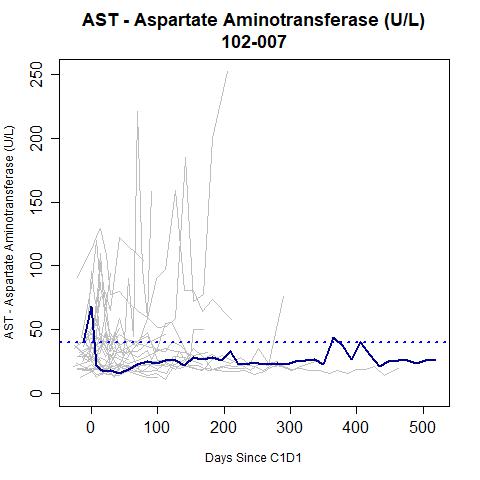 AST - Aspartate Aminotransferase (U/L)
102-007
AST - Aspartate Aminotransferase (U/L)
250
200
150
100
50
0
0 100 200 300 400 500
Days Since C1D1